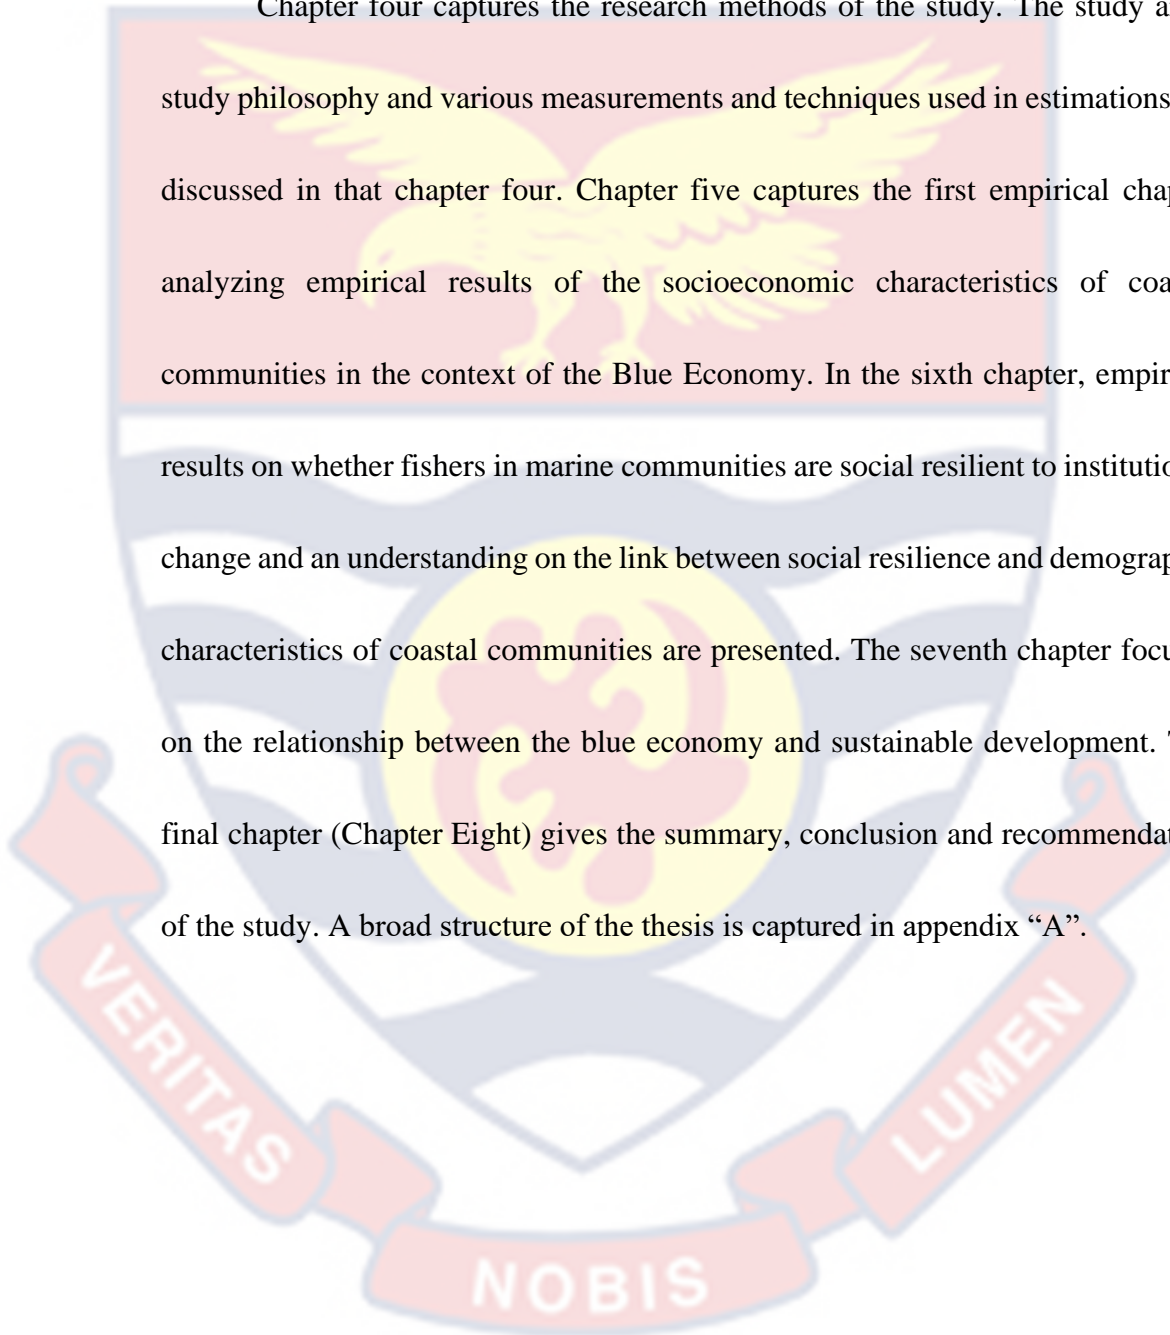 Chapter four captures the research methods of the study. The study a
study philosophy and various measurements and techniques used in estimations
discussed in that chapter four. Chapter five captures the first empirical chap
analyzing empirical results of the socioeconomic characteristics of coa
communities in the context of the Blue Economy. In the sixth chapter, empir
results on whether fishers in marine communities are social resilient to institutio
change and an understanding on the link between social resilience and demograp
characteristics of coastal communities are presented. The seventh chapter focu
on the relationship between the blue economy and sustainable development. T
final chapter (Chapter Eight) gives the summary, conclusion and recommendat
of the study. A broad structure of the thesis is captured in appendix “A”.
VERITAS
NOBIS
LUMEN